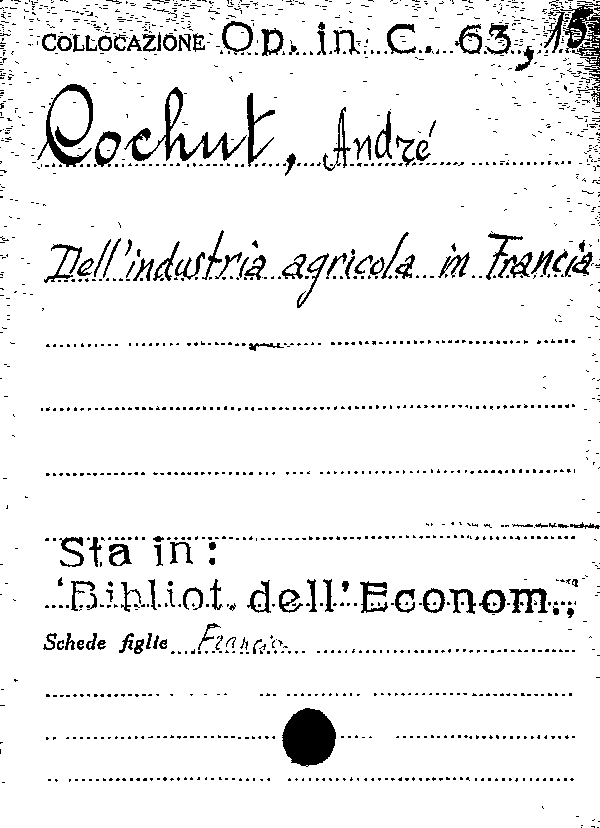 COLLOCAZIONE Op. in C. 63, 15
Cochut, André
Dell'industria agricola in Francia
Sta in:
'Bibliot. dell'Econom.,
Schede figlie Francia